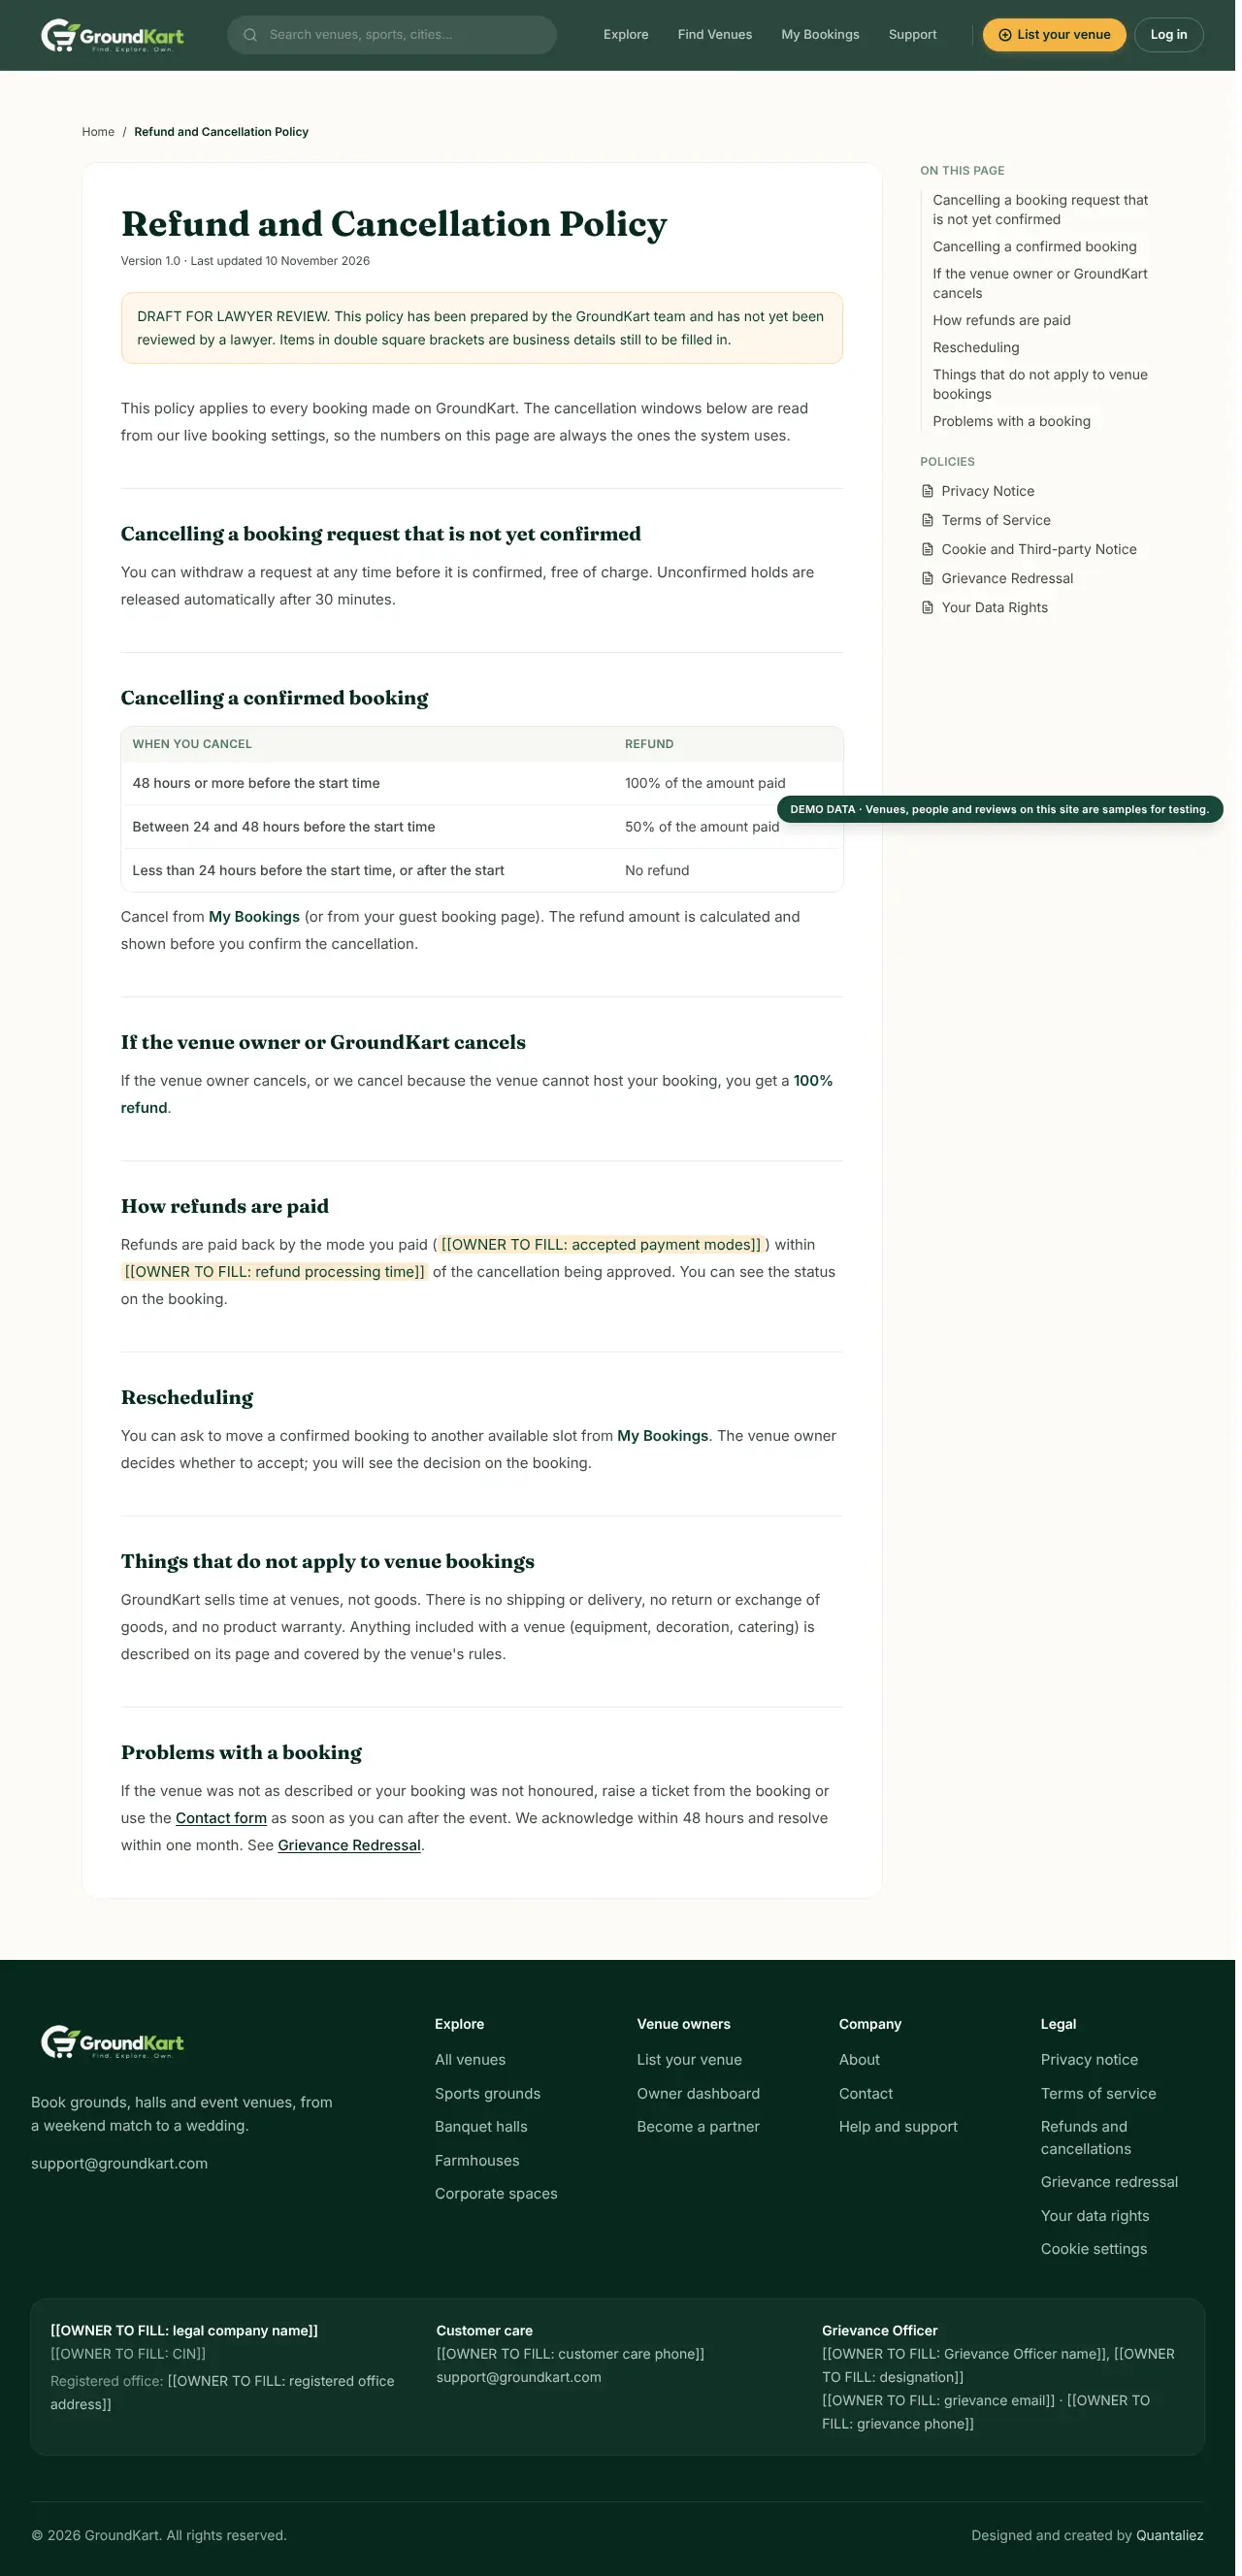 GroundKart
Find. Explore. Own.
Search venues, sports, cities...
Explore
Find Venues
My Bookings
Support
List your venue
Log in
Home / Refund and Cancellation Policy
Refund and Cancellation Policy
Version 1.0 · Last updated 10 November 2026
DRAFT FOR LAWYER REVIEW. This policy has been prepared by the GroundKart team and has not yet been
reviewed by a lawyer. Items in double square brackets are business details still to be filled in.
This policy applies to every booking made on GroundKart. The cancellation windows below are read
from our live booking settings, so the numbers on this page are always the ones the system uses.
Cancelling a booking request that is not yet confirmed
You can withdraw a request at any time before it is confirmed, free of charge. Unconfirmed holds are
released automatically after 30 minutes.
Cancelling a confirmed booking
WHEN YOU CANCEL REFUND
48 hours or more before the start time 100% of the amount paid
Between 24 and 48 hours before the start time 50% of the amount paid
Less than 24 hours before the start time, or after the start No refund
Cancel from My Bookings (or from your guest booking page). The refund amount is calculated and
shown before you confirm the cancellation.
If the venue owner or GroundKart cancels
If the venue owner cancels, or we cancel because the venue cannot host your booking, you get a 100%
refund.
How refunds are paid
Refunds are paid back by the mode you paid ( [[OWNER TO FILL: accepted payment modes]] ) within
[[OWNER TO FILL: refund processing time]] of the cancellation being approved. You can see the status
on the booking.
Rescheduling
You can ask to move a confirmed booking to another available slot from My Bookings. The venue owner
decides whether to accept; you will see the decision on the booking.
Things that do not apply to venue bookings
GroundKart sells time at venues, not goods. There is no shipping or delivery, no return or exchange of
goods, and no product warranty. Anything included with a venue (equipment, decoration, catering) is
described on its page and covered by the venue's rules.
Problems with a booking
If the venue was not as described or your booking was not honoured, raise a ticket from the booking or
use the Contact form as soon as you can after the event. We acknowledge within 48 hours and resolve
within one month. See Grievance Redressal.
ON THIS PAGE
Cancelling a booking request that
is not yet confirmed
Cancelling a confirmed booking
If the venue owner or GroundKart
cancels
How refunds are paid
Rescheduling
Things that do not apply to venue
bookings
Problems with a booking
POLICIES
Privacy Notice
Terms of Service
Cookie and Third-party Notice
Grievance Redressal
Your Data Rights
DEMO DATA · Venues, people and reviews on this site are samples for testing.
GroundKart
Find. Explore. Own.
Book grounds, halls and event venues, from
a weekend match to a wedding.
support@groundkart.com
Explore
All venues
Sports grounds
Banquet halls
Farmhouses
Corporate spaces
Venue owners
List your venue
Owner dashboard
Become a partner
Company
About
Contact
Help and support
Legal
Privacy notice
Terms of service
Refunds and
cancellations
Grievance redressal
Your data rights
Cookie settings
[[OWNER TO FILL: legal company name]]
[[OWNER TO FILL: CIN]]
Registered office: [[OWNER TO FILL: registered office
address]]
Customer care
[[OWNER TO FILL: customer care phone]]
support@groundkart.com
Grievance Officer
[[OWNER TO FILL: Grievance Officer name]], [[OWNER
TO FILL: designation]]
[[OWNER TO FILL: grievance email]] · [[OWNER TO
FILL: grievance phone]]
© 2026 GroundKart. All rights reserved.
Designed and created by Quantaliez